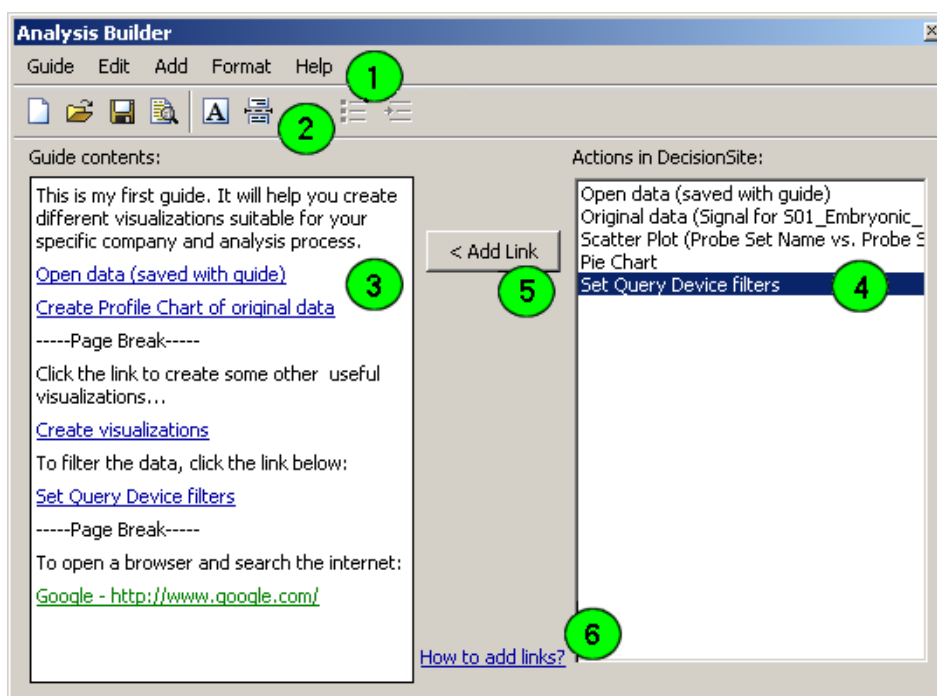 Analysis Builder
Guide Edit Add Format Help
1
A
2
Guide contents:
Actions in DecisionSite:
This is my first guide. It will help you create
different visualizations suitable for your
specific company and analysis process.
Open data (saved with guide)
3
Create Profile Chart of original data
-----Page Break-----
Click the link to create some other useful
visualizations...
Create visualizations
To filter the data, click the link below:
Set Query Device filters
-----Page Break-----
To open a browser and search the internet:
Google - http://www.google.com/
< Add Link
5
Open data (saved with guide)
Original data (Signal for S01_Embryonic_
Scatter Plot (Probe Set Name vs. Probe S
Pie Chart
Set Query Device filters
4
How to add links?
6